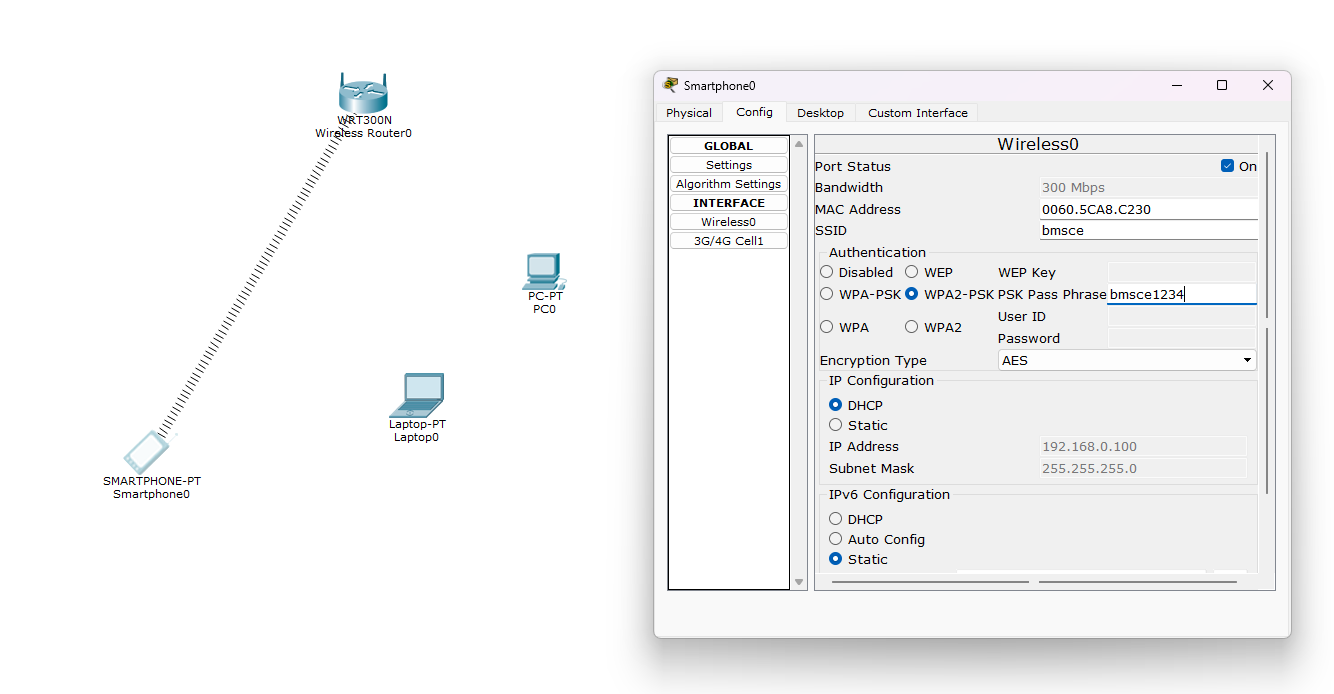 WRT300N
Wireless Router0
PC-PT
PC0
Laptop-PT
Laptop0
SMARTPHONE-PT
Smartphone0
Smartphone0
Physical Config Desktop Custom Interface
GLOBAL
Settings
Algorithm Settings
INTERFACE
Wireless0
3G/4G Cell1
Wireless0
Port Status On
Bandwidth 300 Mbps
MAC Address 0060.5CA8.C230
SSID bmsce
Authentication
Disabled WEP WEP Key
WPA-PSK WPA2-PSK PSK Pass Phrase bmsce1234
User ID
WPA WPA2
Password
Encryption Type AES
IP Configuration
DHCP
Static
IP Address 192.168.0.100
Subnet Mask 255.255.255.0
IPv6 Configuration
DHCP
Auto Config
Static